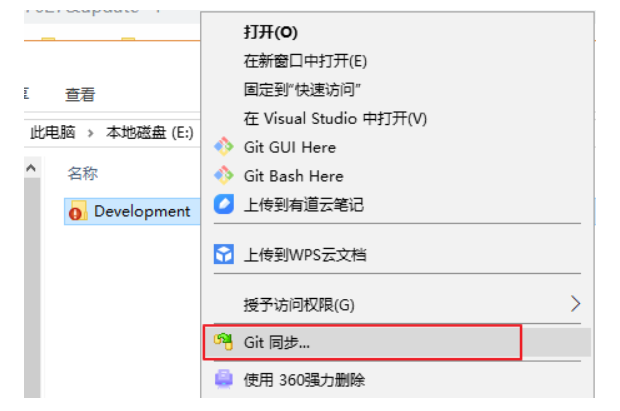 打开(O)
在新窗口中打开(E)
固定到"快速访问"
查看
在 Visual Studio 中打开(V)
此电脑 › 本地磁盘 (E:)
Git GUI Here
名称
Git Bash Here
Development
上传到有道云笔记
上传到WPS云文档
授予访问权限(G)
Git 同步...
使用 360强力删除